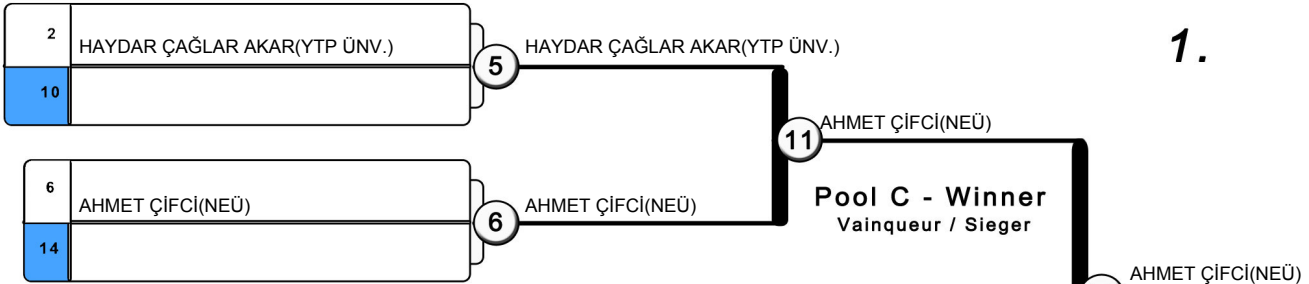 2
HAYDAR ÇAĞLAR AKAR(YTP ÜNV.)
10
5
HAYDAR ÇAĞLAR AKAR(YTP ÜNV.)
1.
11
AHMET ÇİFCİ(NEÜ)
6
AHMET ÇİFCİ(NEÜ)
14
6
AHMET ÇİFCİ(NEÜ)
Pool C - Winner
Vainqueur / Sieger
AHMET ÇİFCİ(NEÜ)